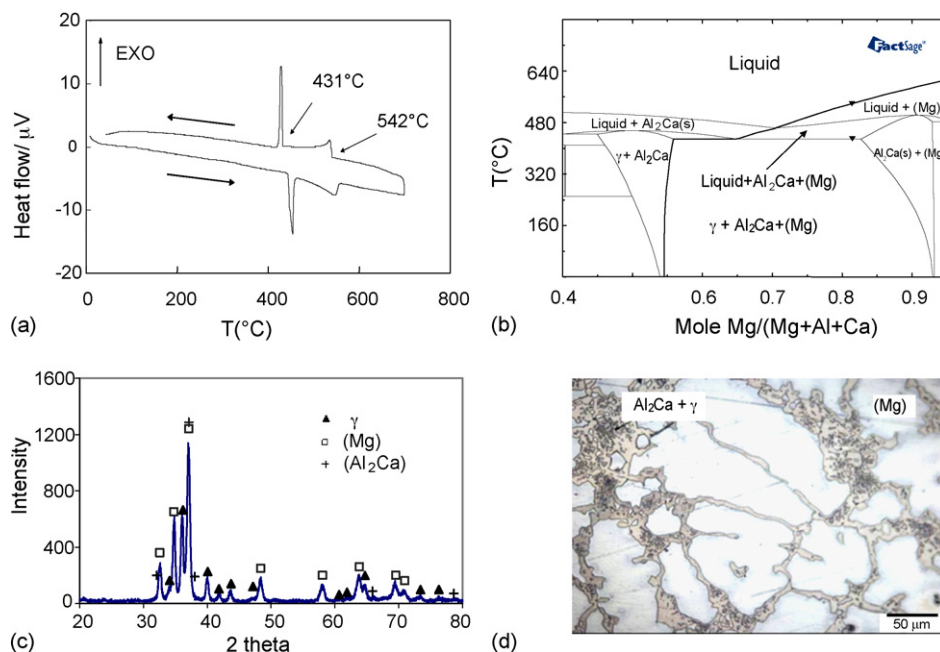 20
EXO
10
431°C
542°C
0
-10
-20
0
200
400
600
800
Heat flow/ μV
T(°C)
(a)
FactSage™
Liquid
640
Liquid + (Mg)
Liquid + Al₂Ca(s)
480
γ + Al₂Ca
Al₂Ca(s) + (Mg
320
Liquid+Al₂Ca+(Mg)
γ + Al₂Ca+(Mg)
160
T(°C)
0.4
0.5
0.6
0.7
0.8
0.9
Mole Mg/(Mg+Al+Ca)
(b)
1600
1200
800
400
0
γ
(Mg)
(Al₂Ca)
Intensity
20
30
40
50
60
70
80
2 theta
(c)
Al₂Ca + γ
(Mg)
50 μm
(d)